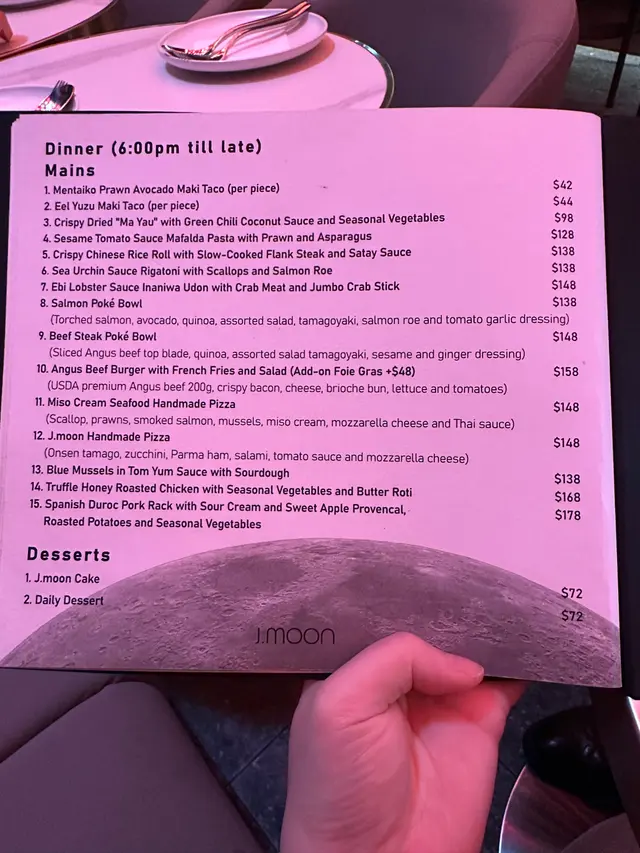 Dinner (6:00pm till late)
Mains
1. Mentaiko Prawn Avocado Maki Taco (per piece) $42
2. Eel Yuzu Maki Taco (per piece) $44
3. Crispy Dried "Ma Yau" with Green Chili Coconut Sauce and Seasonal Vegetables $98
4. Sesame Tomato Sauce Mafalda Pasta with Prawn and Asparagus $128
5. Crispy Chinese Rice Roll with Slow-Cooked Flank Steak and Satay Sauce $138
6. Sea Urchin Sauce Rigatoni with Scallops and Salmon Roe $138
7. Ebi Lobster Sauce Inaniwa Udon with Crab Meat and Jumbo Crab Stick $148
8. Salmon Poké Bowl $138
(Torched salmon, avocado, quinoa, assorted salad, tamagoyaki, salmon roe and tomato garlic dressing)
9. Beef Steak Poké Bowl $148
(Sliced Angus beef top blade, quinoa, assorted salad tamagoyaki, sesame and ginger dressing)
10. Angus Beef Burger with French Fries and Salad (Add-on Foie Gras +$48) $158
(USDA premium Angus beef 200g, crispy bacon, cheese, brioche bun, lettuce and tomatoes)
11. Miso Cream Seafood Handmade Pizza $148
(Scallop, prawns, smoked salmon, mussels, miso cream, mozzarella cheese and Thai sauce)
12. J.moon Handmade Pizza $148
(Onsen tamago, zucchini, Parma ham, salami, tomato sauce and mozzarella cheese)
13. Blue Mussels in Tom Yum Sauce with Sourdough $138
14. Truffle Honey Roasted Chicken with Seasonal Vegetables and Butter Roti $168
15. Spanish Duroc Pork Rack with Sour Cream and Sweet Apple Provencal, $178
Roasted Potatoes and Seasonal Vegetables
Desserts
1. J.moon Cake $72
2. Daily Dessert $72
J.moon